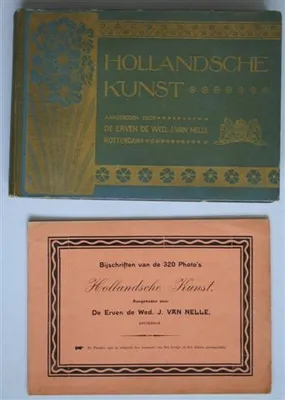 HOLLANDSCHE
KUNST
AANGEBODEN DOOR
DE ERVEN DE WED. J. VAN NELLE
ROTTERDAM
Bijschriften van de 320 Photo's
Hollandsche Kunst,
Aangeboden door
De Erven de Wed. J. VAN NELLE,